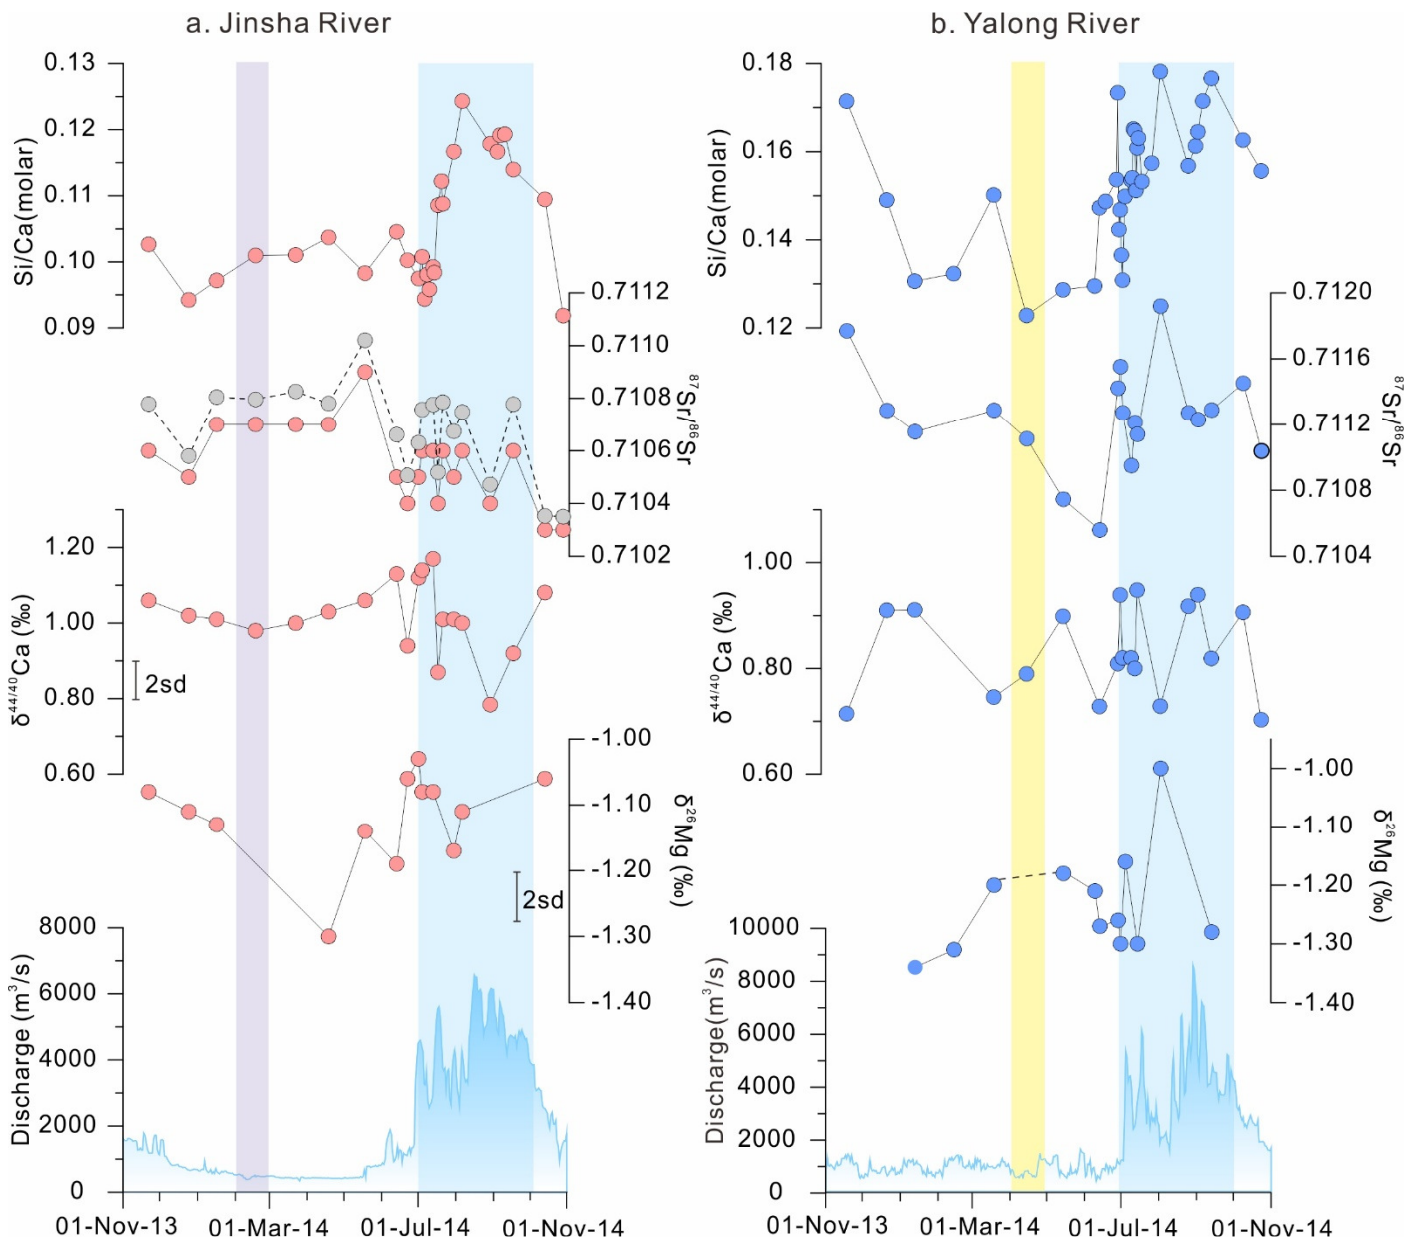 a. Jinsha River
0.13
0.12
0.11
0.10
0.09
Si/Ca(molar)
0.7112
0.7110
0.7108
0.7106
0.7104
0.7102
⁸⁷Sr/⁸⁶Sr
1.20
1.00
0.80
0.60
δ⁴⁴/⁴⁰Ca (‰)
2sd
-1.00
-1.10
-1.20
-1.30
-1.40
δ²⁶Mg (‰)
2sd
8000
6000
4000
2000
0
Discharge (m³/s)
01-Nov-13
01-Mar-14
01-Jul-14
01-Nov-14
b. Yalong River
0.18
0.16
0.14
0.12
Si/Ca(molar)
0.7120
0.7116
0.7112
0.7108
0.7104
⁸⁷Sr/⁸⁶Sr
1.00
0.80
0.60
δ⁴⁴/⁴⁰Ca (‰)
-1.00
-1.10
-1.20
-1.30
-1.40
δ²⁶Mg (‰)
10000
8000
6000
4000
2000
0
Discharge(m³/s)
01-Nov-13
01-Mar-14
01-Jul-14
01-Nov-14